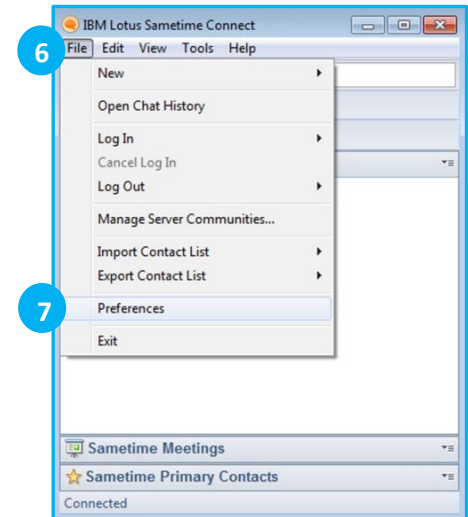 IBM Lotus Sametime Connect
6
File Edit View Tools Help
New
Open Chat History
Log In
Cancel Log In
Log Out
Manage Server Communities...
Import Contact List
Export Contact List
7
Preferences
Exit
Sametime Meetings
Sametime Primary Contacts
Connected